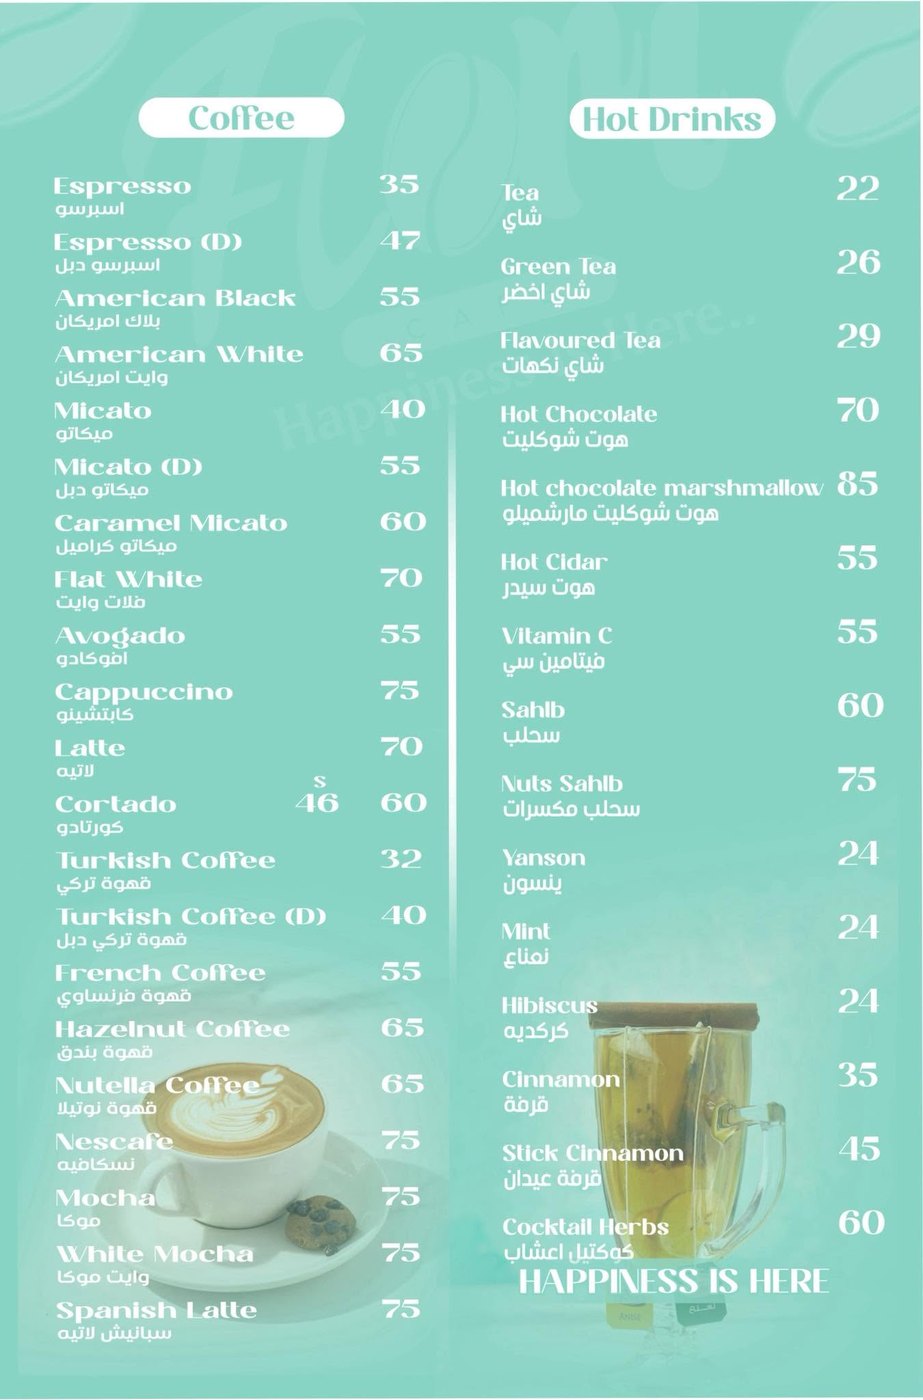 Coffee
Espresso 35
اسبرسو
Espresso (D) 47
اسبرسو دبل
American Black 55
بلاك امريكان
American White 65
وايت امريكان
Micato 40
ميكاتو
Micato (D) 55
ميكاتو دبل
Caramel Micato 60
ميكاتو كراميل
Flat White 70
فلات وايت
Avogado 55
افوكادو
Cappuccino 75
كابتشينو
Latte 70
لاتيه
S
Cortado 46 60
كورتادو
Turkish Coffee 32
قهوة تركي
Turkish Coffee (D) 40
قهوة تركي دبل
French Coffee 55
قهوة فرنساوي
Hazelnut Coffee 65
قهوة بندق
Nutella Coffee 65
قهوة نوتيلا
Nescafe 75
نسكافيه
Mocha 75
موكا
White Mocha 75
وايت موكا
Spanish Latte 75
سبانيش لاتيه
Hot Drinks
Tea 22
شاي
Green Tea 26
شاي اخضر
Flavoured Tea 29
شاي نكهات
Hot Chocolate 70
هوت شوكليت
Hot chocolate marshmallow 85
هوت شوكليت مارشميلو
Hot Cidar 55
هوت سيدر
Vitamin C 55
فيتامين سي
Sahlb 60
سحلب
Nuts Sahlb 75
سحلب مكسرات
Yanson 24
ينسون
Mint 24
نعناع
Hibiscus 24
كركديه
Cinnamon 35
قرفة
Stick Cinnamon 45
قرفة عيدان
Cocktail Herbs 60
كوكتيل اعشاب
HAPPINESS IS HERE